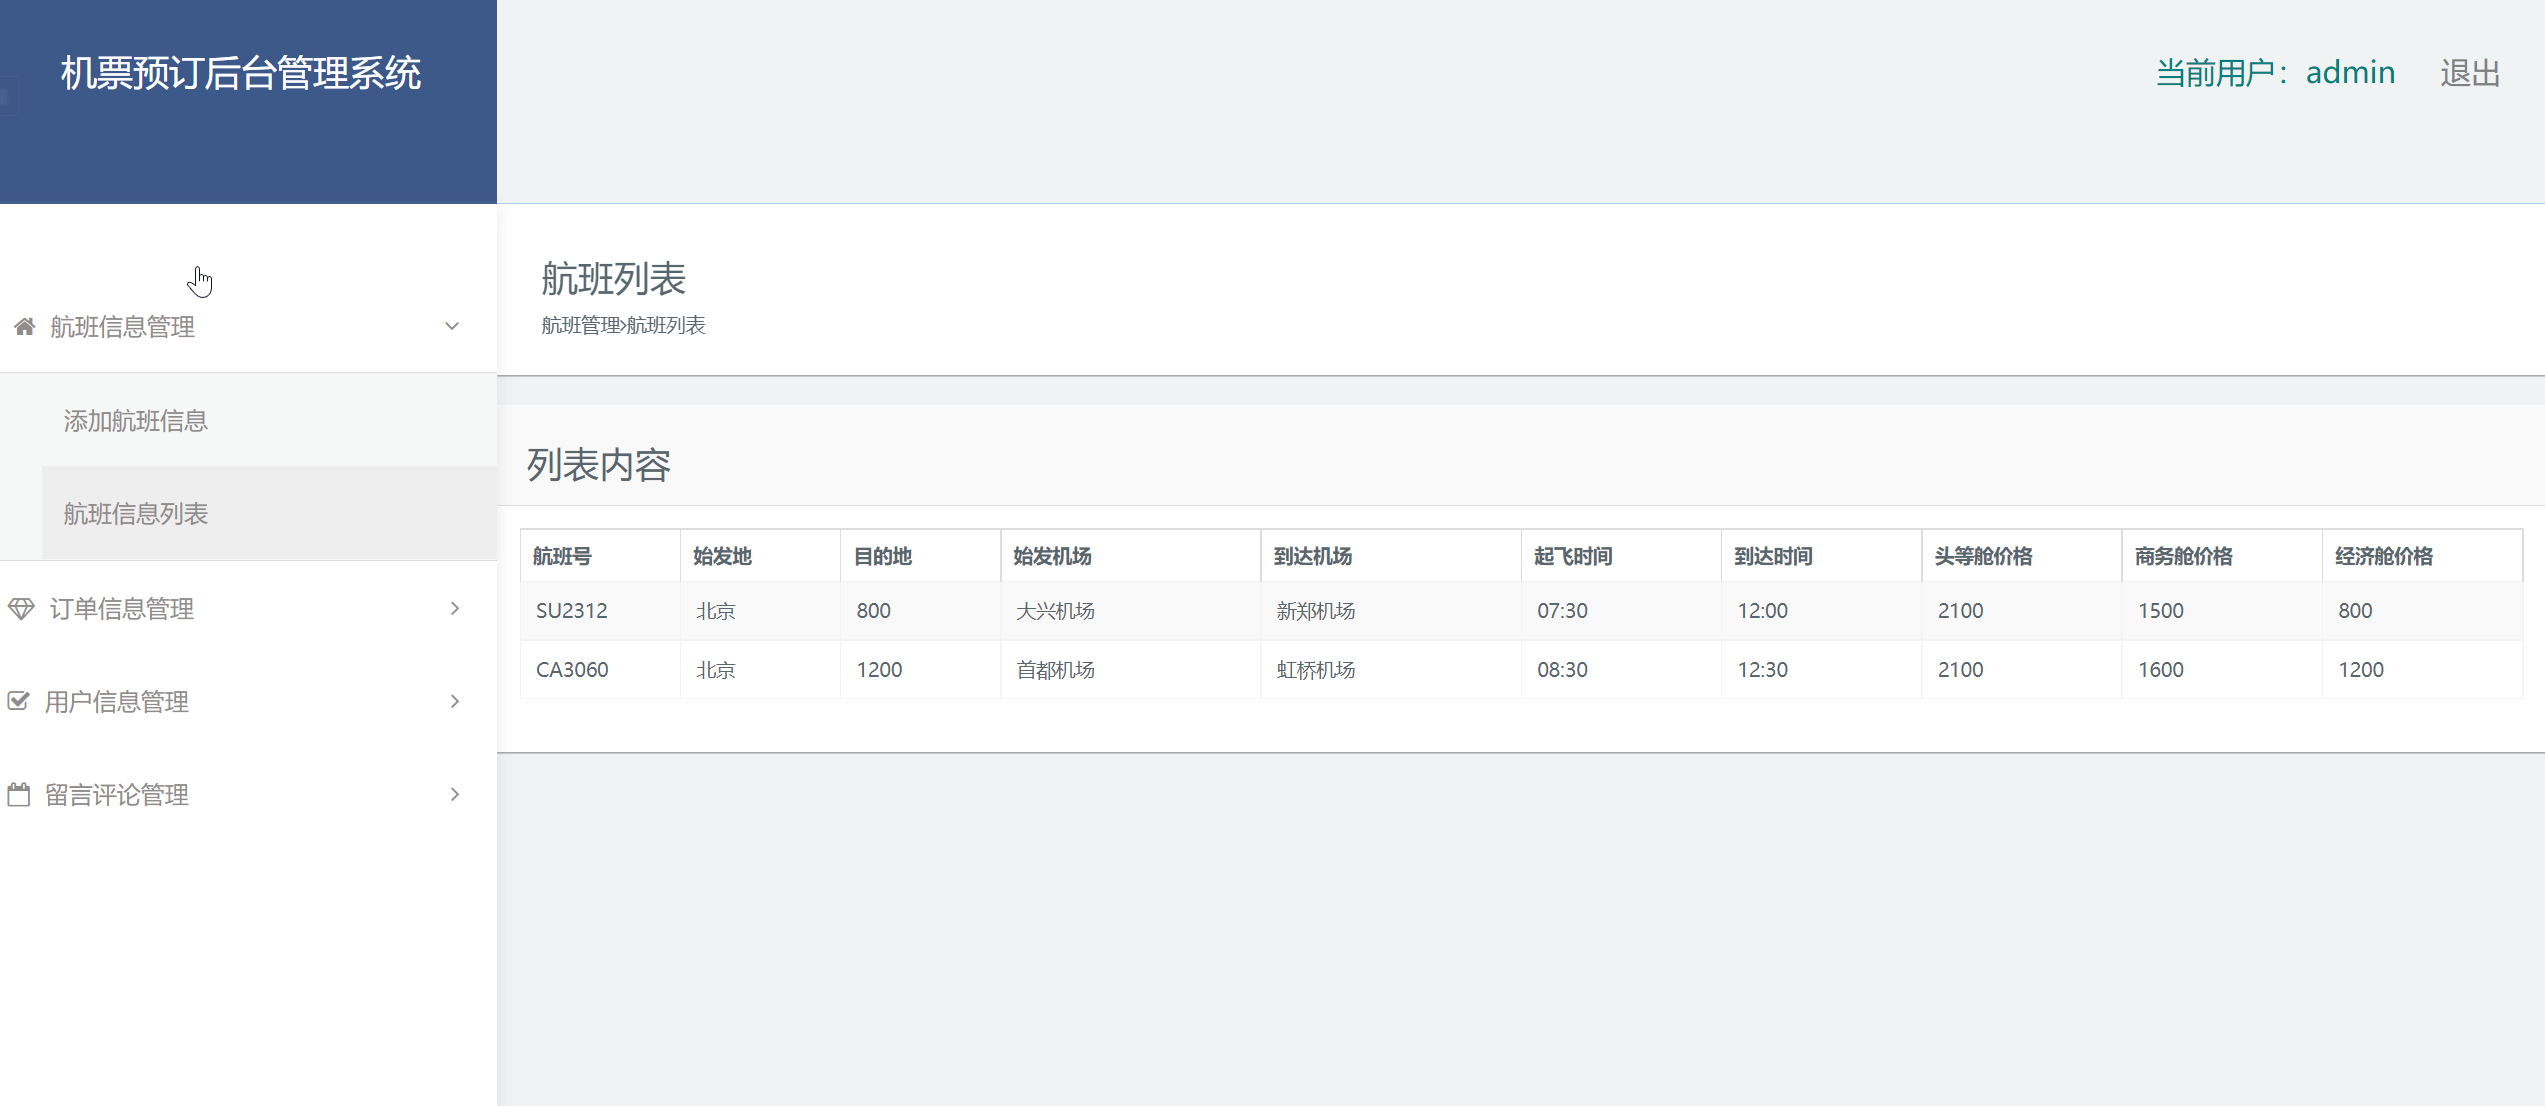 机票预订后台管理系统
当前用户：admin 退出
航班信息管理
添加航班信息
航班信息列表
订单信息管理
用户信息管理
留言评论管理
航班列表
航班管理>航班列表
列表内容
航班号 始发地 目的地 始发机场 到达机场 起飞时间 到达时间 头等舱价格 商务舱价格 经济舱价格
SU2312 北京 800 大兴机场 新郑机场 07:30 12:00 2100 1500 800
CA3060 北京 1200 首都机场 虹桥机场 08:30 12:30 2100 1600 1200